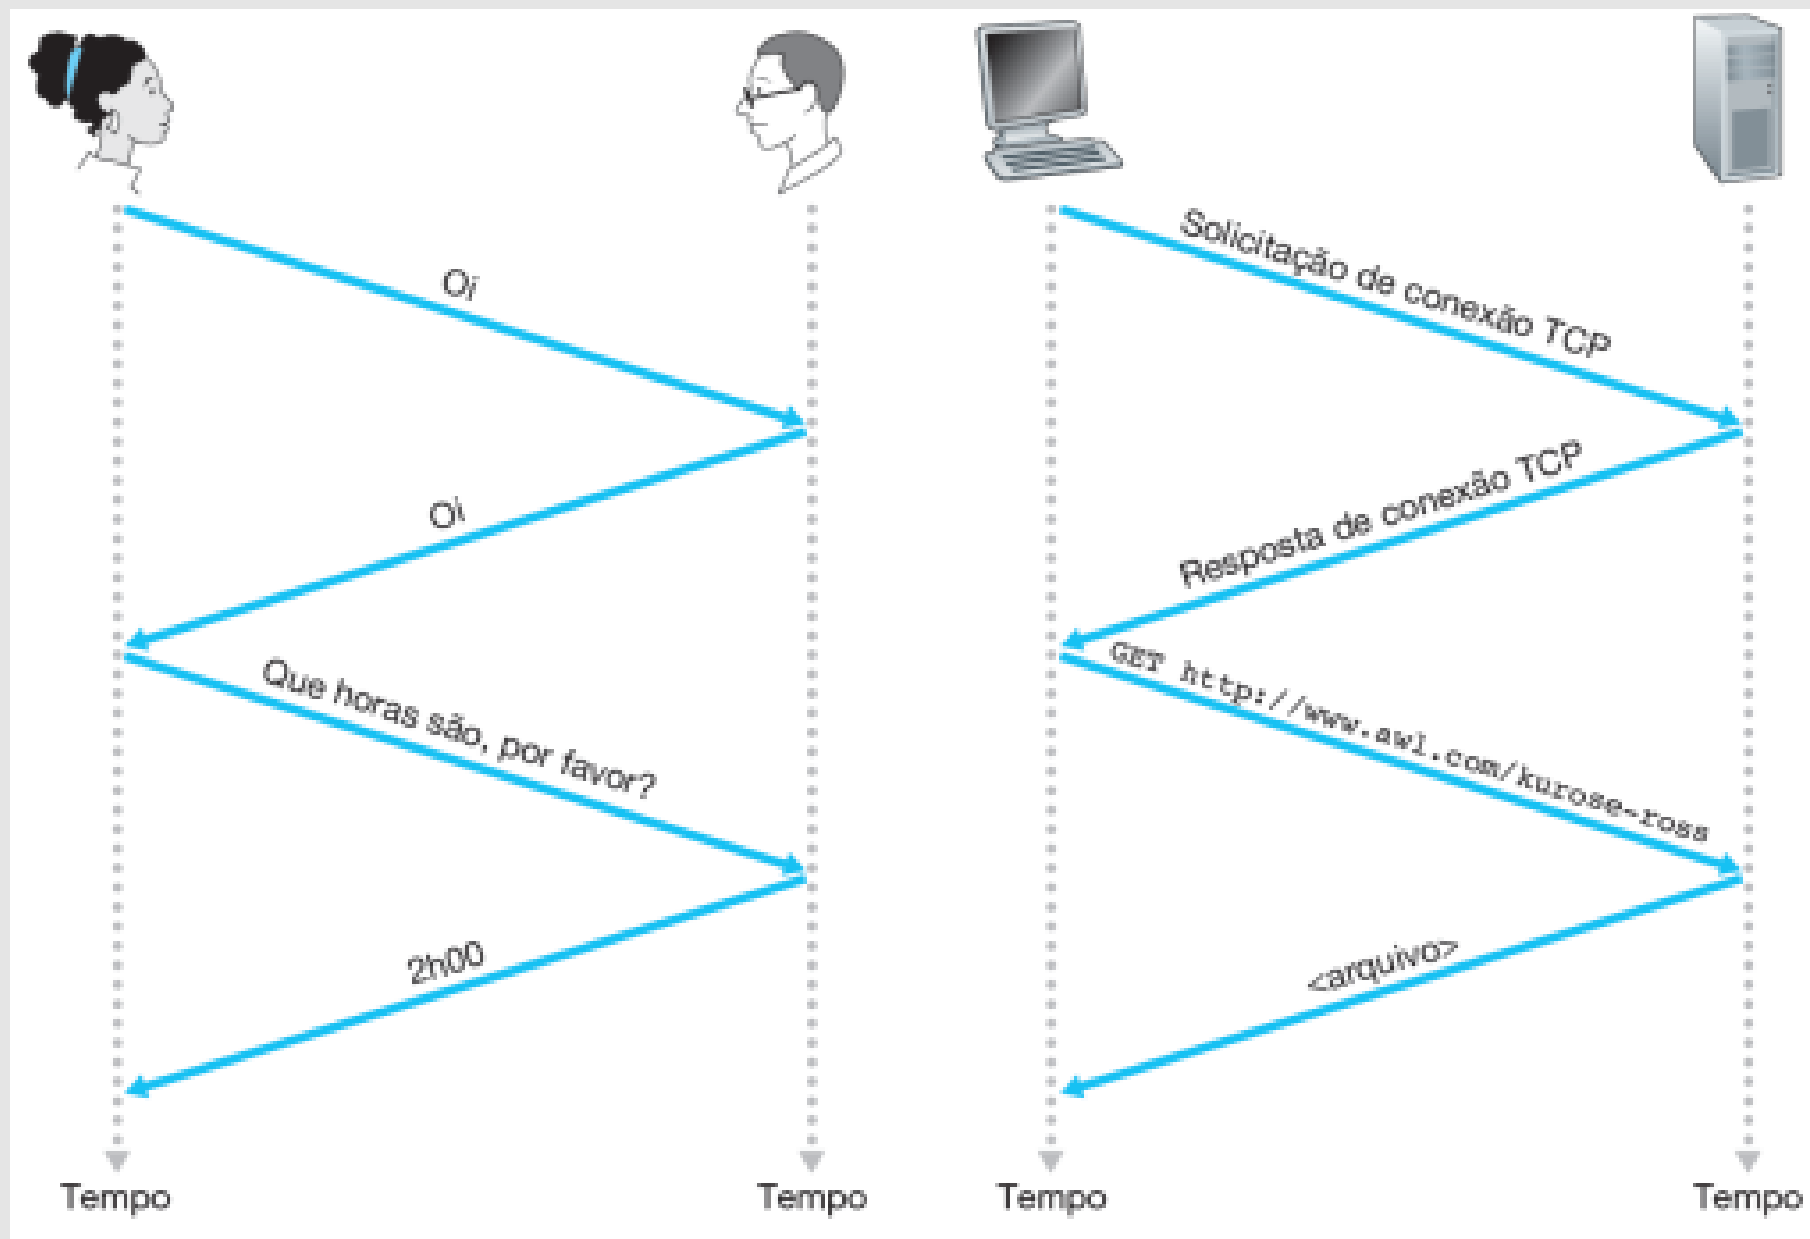 Oi
Oi
Que horas são, por favor?
2h00
Tempo
Tempo
Solicitação de conexão TCP
Resposta de conexão TCP
GET http://www.awl.com/kurose-ross
<arquivo>
Tempo
Tempo